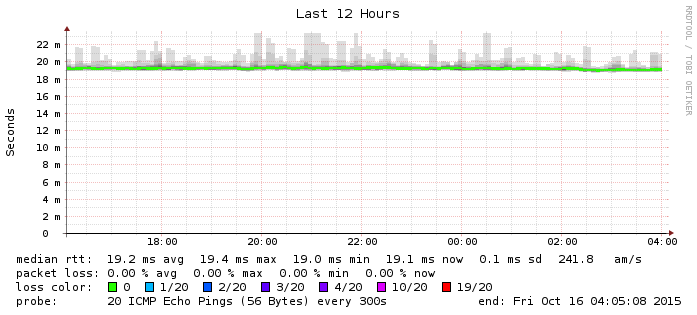 Last 12 Hours
RRDTOOL / TOBI OETIKER
Seconds
22 m
20 m
18 m
16 m
14 m
12 m
10 m
8 m
6 m
4 m
2 m
0
18:00 20:00 22:00 00:00 02:00 04:00
median rtt: 19.2 ms avg 19.4 ms max 19.0 ms min 19.1 ms now 0.1 ms sd 241.8 am/s
packet loss: 0.00 % avg 0.00 % max 0.00 % min 0.00 % now
loss color: 0 1/20 2/20 3/20 4/20 10/20 19/20
probe: 20 ICMP Echo Pings (56 Bytes) every 300s end: Fri Oct 16 04:05:08 2015